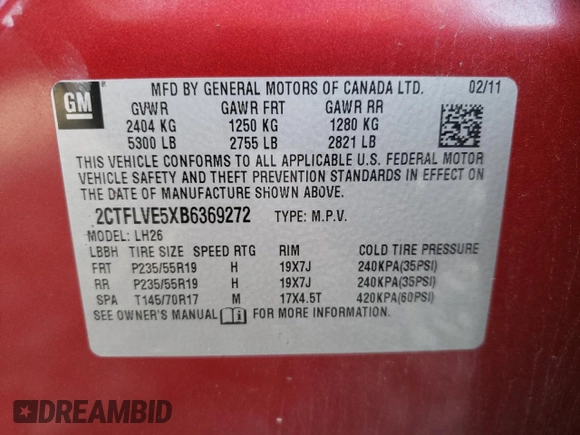 GM
MFD BY GENERAL MOTORS OF CANADA LTD. 02/11
GVWR GAWR FRT GAWR RR
2404 KG 1250 KG 1280 KG
5300 LB 2755 LB 2821 LB
THIS VEHICLE CONFORMS TO ALL APPLICABLE U.S. FEDERAL MOTOR
VEHICLE SAFETY AND THEFT PREVENTION STANDARDS IN EFFECT ON
THE DATE OF MANUFACTURE SHOWN ABOVE.
2CTFLVE5XB6369272 TYPE: M.P.V.
MODEL: LH26
LBBH TIRE SIZE SPEED RTG RIM COLD TIRE PRESSURE
FRT P235/55R19 H 19X7J 240KPA(35PSI)
RR P235/55R19 H 19X7J 240KPA(35PSI)
SPA T145/70R17 M 17X4.5T 420KPA(60PSI)
SEE OWNER'S MANUAL FOR MORE INFORMATION.
DREAMBID